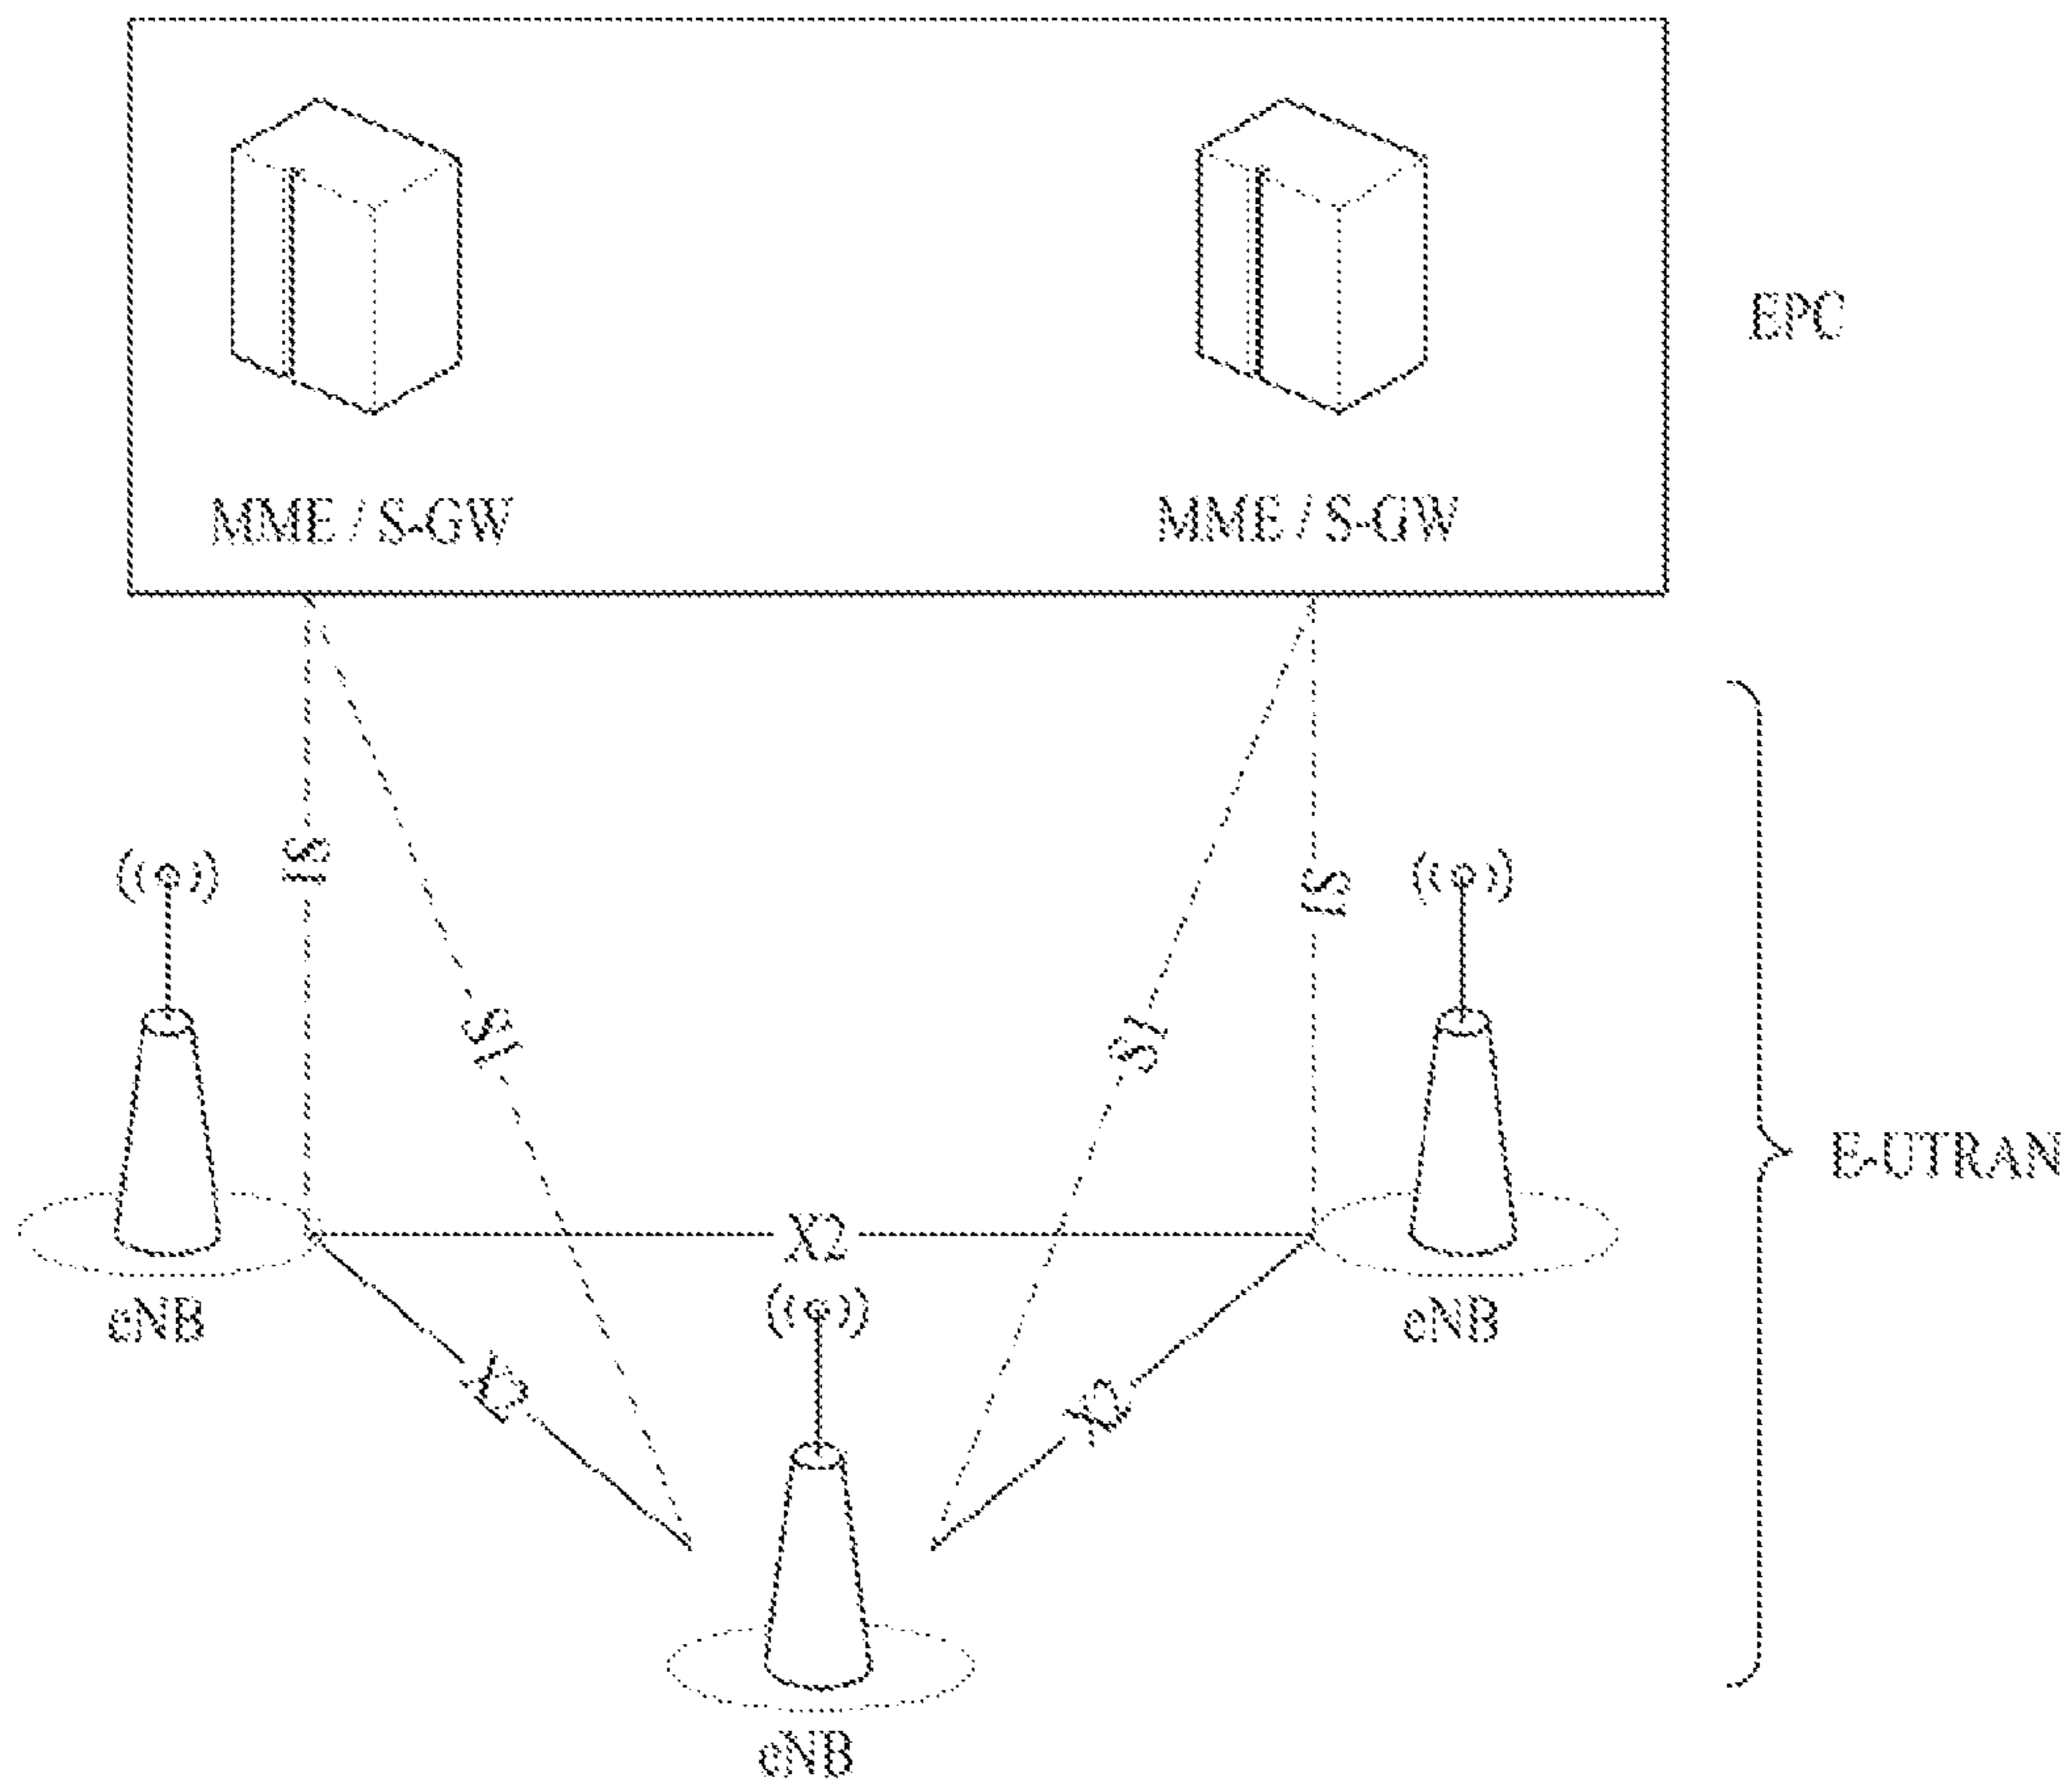 EPC
MME / S-GW
MME / S-GW
S1
S1
S1
S1
E-UTRAN
X2
eNB
eNB
X2
X2
eNB